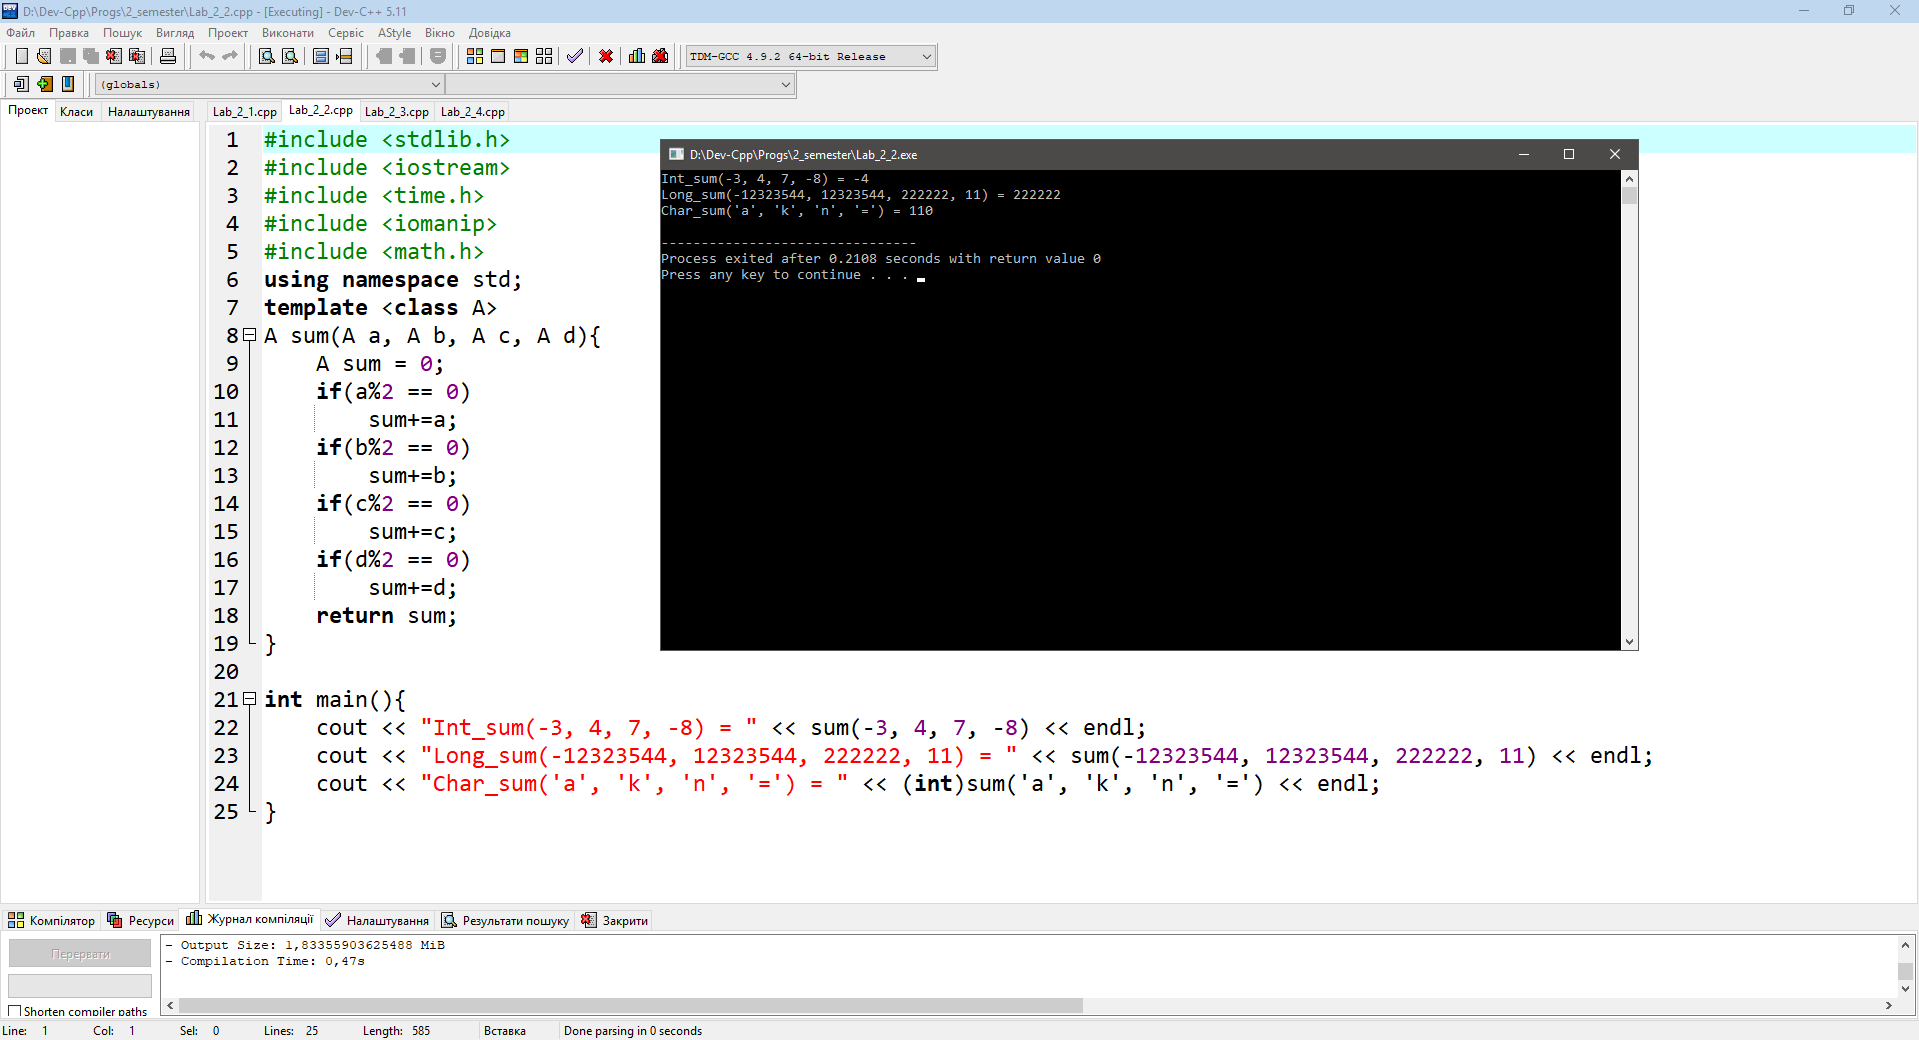 D:\Dev-Cpp\Progs\2_semester\Lab_2_2.cpp - [Executing] - Dev-C++ 5.11
Файл Правка Пошук Вигляд Проект Виконати Сервіс AStyle Вікно Довідка
TDM-GCC 4.9.2 64-bit Release
(globals)
Проект Класи Налаштування Lab_2_1.cpp Lab_2_2.cpp Lab_2_3.cpp Lab_2_4.cpp
1 #include <stdlib.h>
2 #include <iostream>
3 #include <time.h>
4 #include <iomanip>
5 #include <math.h>
6 using namespace std;
7 template <class A>
8 A sum(A a, A b, A c, A d){
9 A sum = 0;
10 if(a%2 == 0)
11 sum+=a;
12 if(b%2 == 0)
13 sum+=b;
14 if(c%2 == 0)
15 sum+=c;
16 if(d%2 == 0)
17 sum+=d;
18 return sum;
19 }
20
21 int main(){
22 cout << "Int_sum(-3, 4, 7, -8) = " << sum(-3, 4, 7, -8) << endl;
23 cout << "Long_sum(-12323544, 12323544, 222222, 11) = " << sum(-12323544, 12323544, 222222, 11) << endl;
24 cout << "Char_sum('a', 'k', 'n', '=') = " << (int)sum('a', 'k', 'n', '=') << endl;
25 }
D:\Dev-Cpp\Progs\2_semester\Lab_2_2.exe
Int_sum(-3, 4, 7, -8) = -4
Long_sum(-12323544, 12323544, 222222, 11) = 222222
Char_sum('a', 'k', 'n', '=') = 110
--------------------------------
Process exited after 0.2108 seconds with return value 0
Press any key to continue . . .
Компілятор Ресурси Журнал компіляції Налаштування Результати пошуку Закрити
Перервати
- Output Size: 1,83355903625488 MiB
- Compilation Time: 0,47s
Shorten compiler paths
Line: 1 Col: 1 Sel: 0 Lines: 25 Length: 585 Вставка Done parsing in 0 seconds